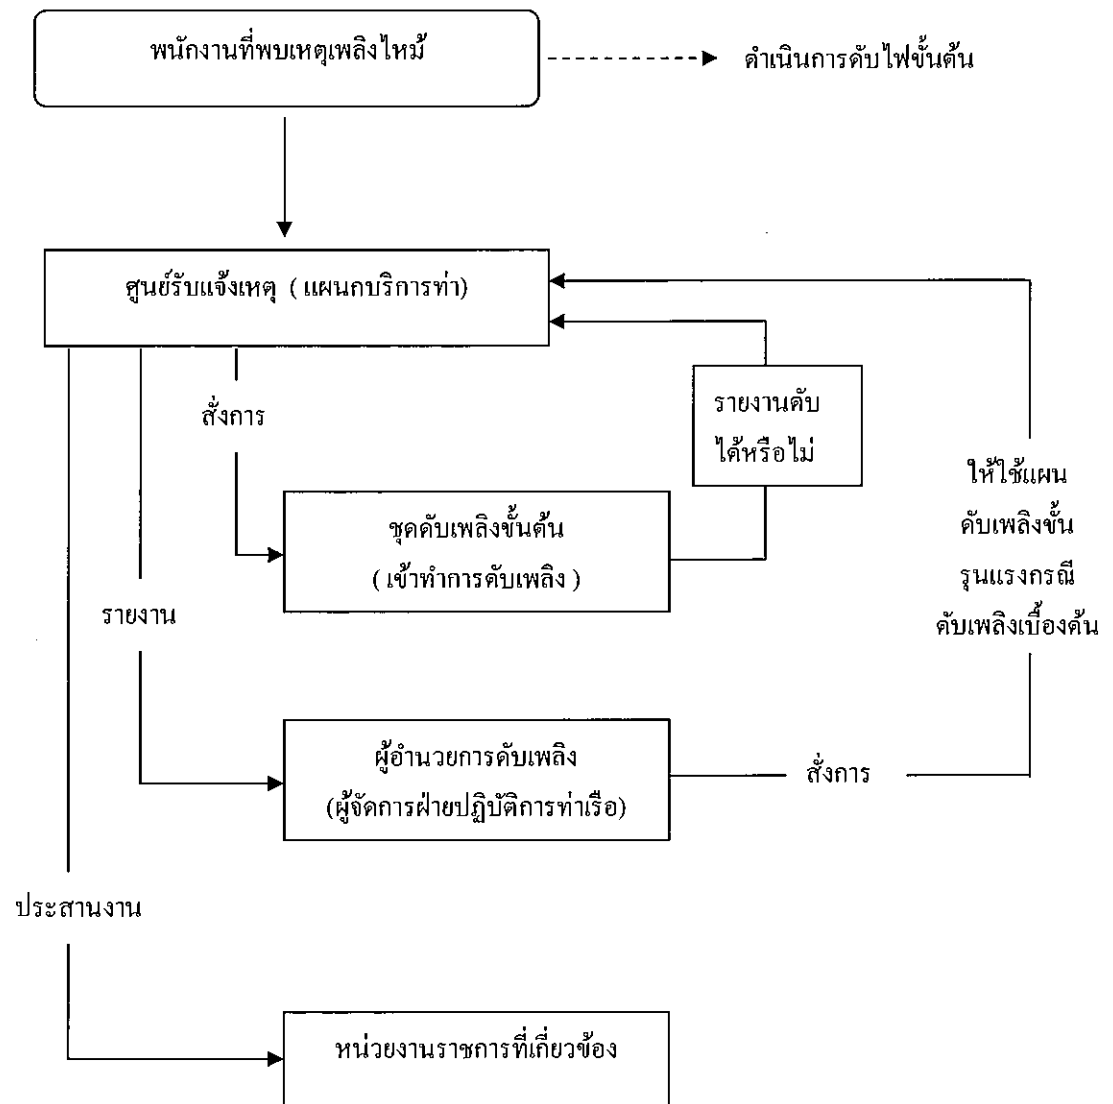 พนักงานที่พบเหตุเพลิงไหม้
ดำเนินการดับไฟขั้นต้น
ศูนย์รับแจ้งเหตุ ( แผนกบริการท่า)
สั่งการ
รายงานดับ
ได้หรือไม่
ชุดดับเพลิงขั้นต้น
( เข้าทำการดับเพลิง )
ให้ใช้แผน
ดับเพลิงขั้น
รุนแรงกรณี
ดับเพลิงเบื้องต้น
รายงาน
ผู้อำนวยการดับเพลิง
(ผู้จัดการฝ่ายปฏิบัติการท่าเรือ)
สั่งการ
ประสานงาน
หน่วยงานราชการที่เกี่ยวข้อง